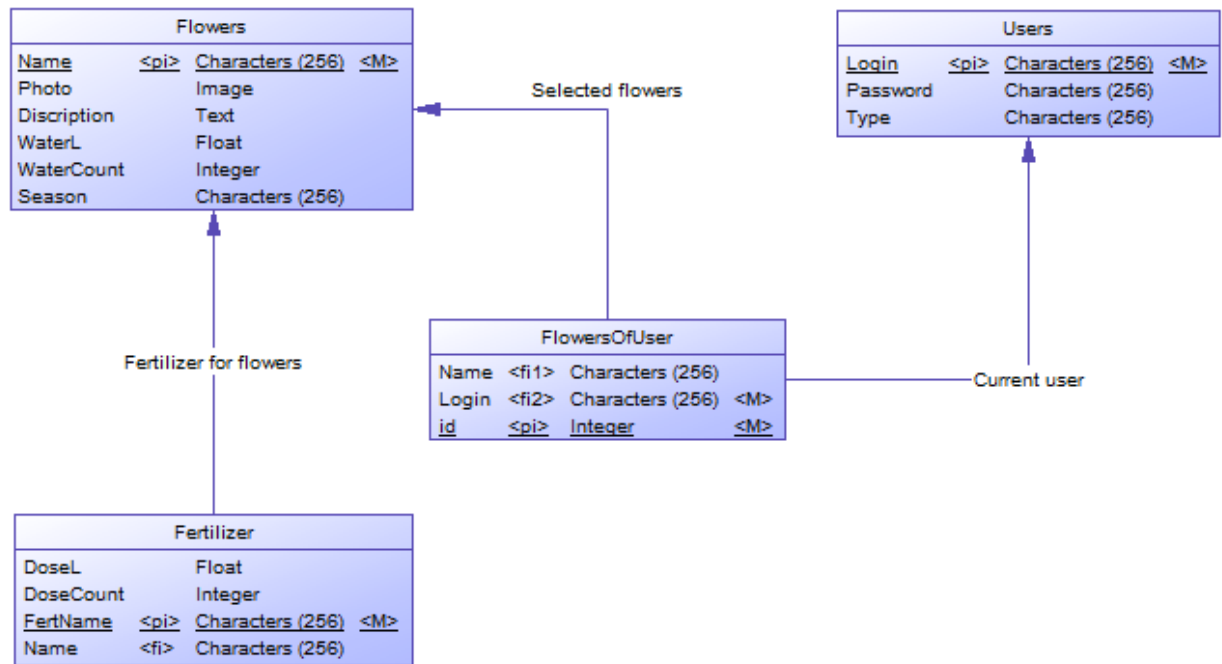 Flowers
Name <pi> Characters (256) <M>
Photo Image
Discription Text
WaterL Float
WaterCount Integer
Season Characters (256)
Selected flowers
Users
Login <pi> Characters (256) <M>
Password Characters (256)
Type Characters (256)
Fertilizer for flowers
FlowersOfUser
Name <fi1> Characters (256)
Login <fi2> Characters (256) <M>
id <pi> Integer <M>
Current user
Fertilizer
DoseL Float
DoseCount Integer
FertName <pi> Characters (256) <M>
Name <fi> Characters (256)